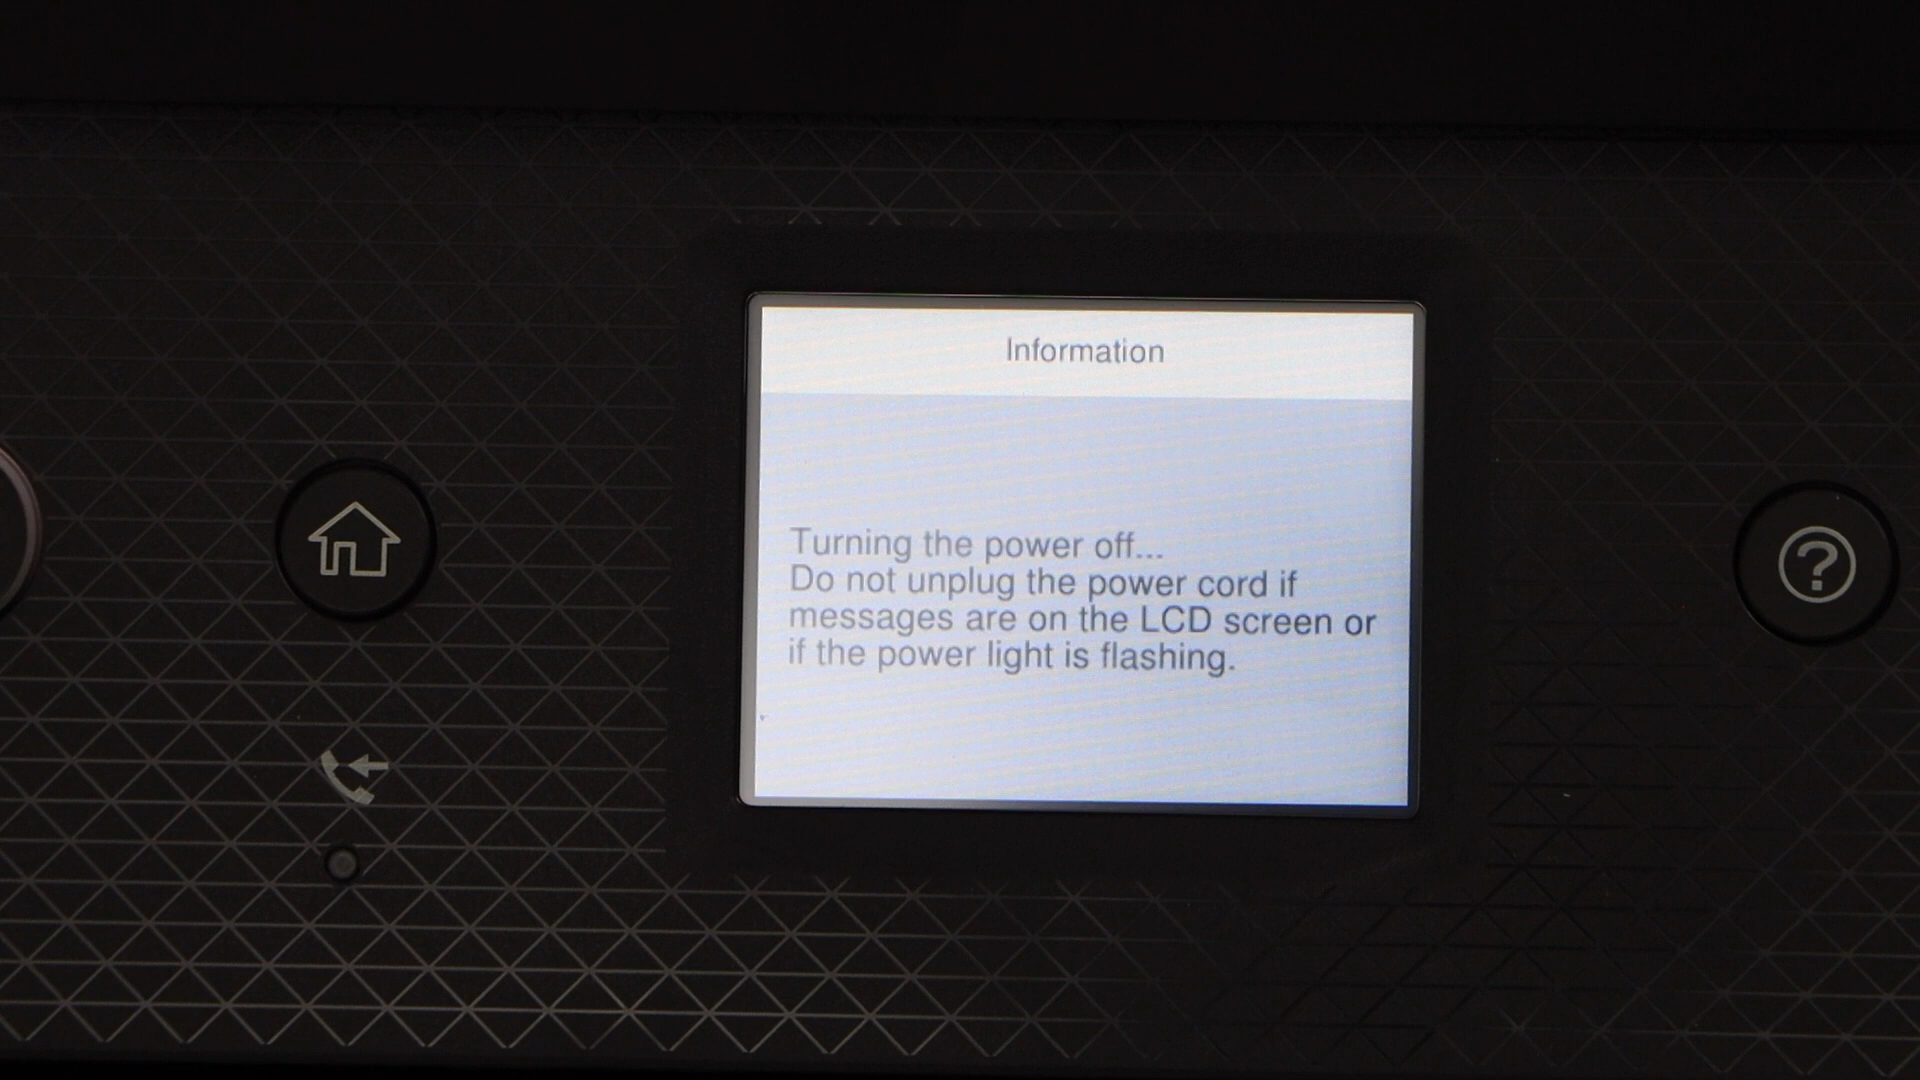 Information
Turning the power off...
Do not unplug the power cord if
messages are on the LCD screen or
if the power light is flashing.
?